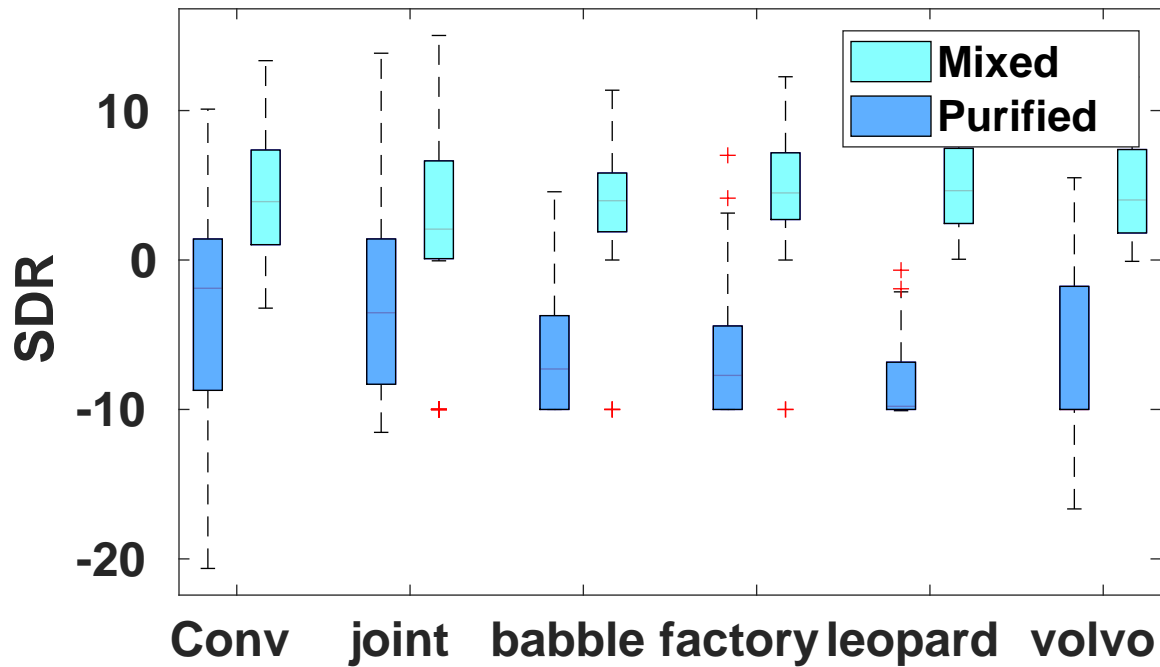 Mixed
Purified
10
0
-10
-20
SDR
Conv joint babble factory leopard volvo